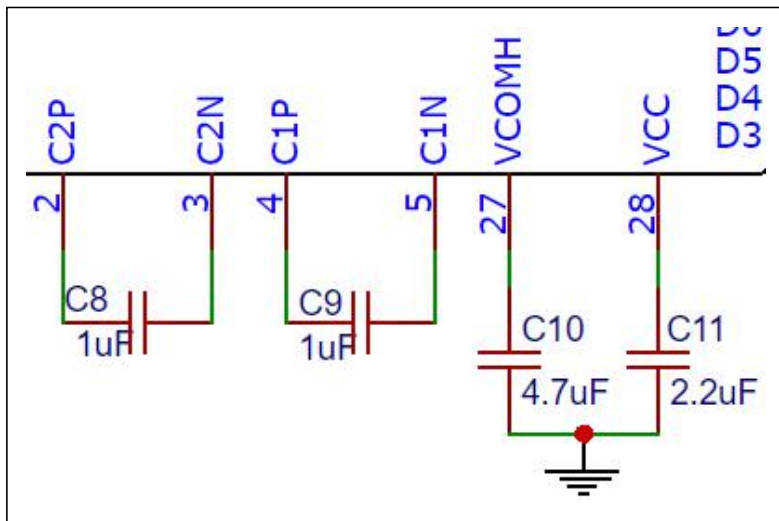 D5
D4
D3
C2P
C2N
C1P
C1N
VCOMH
VCC
2
3
4
5
27
28
C8
1uF
C9
1uF
C10
4.7uF
C11
2.2uF